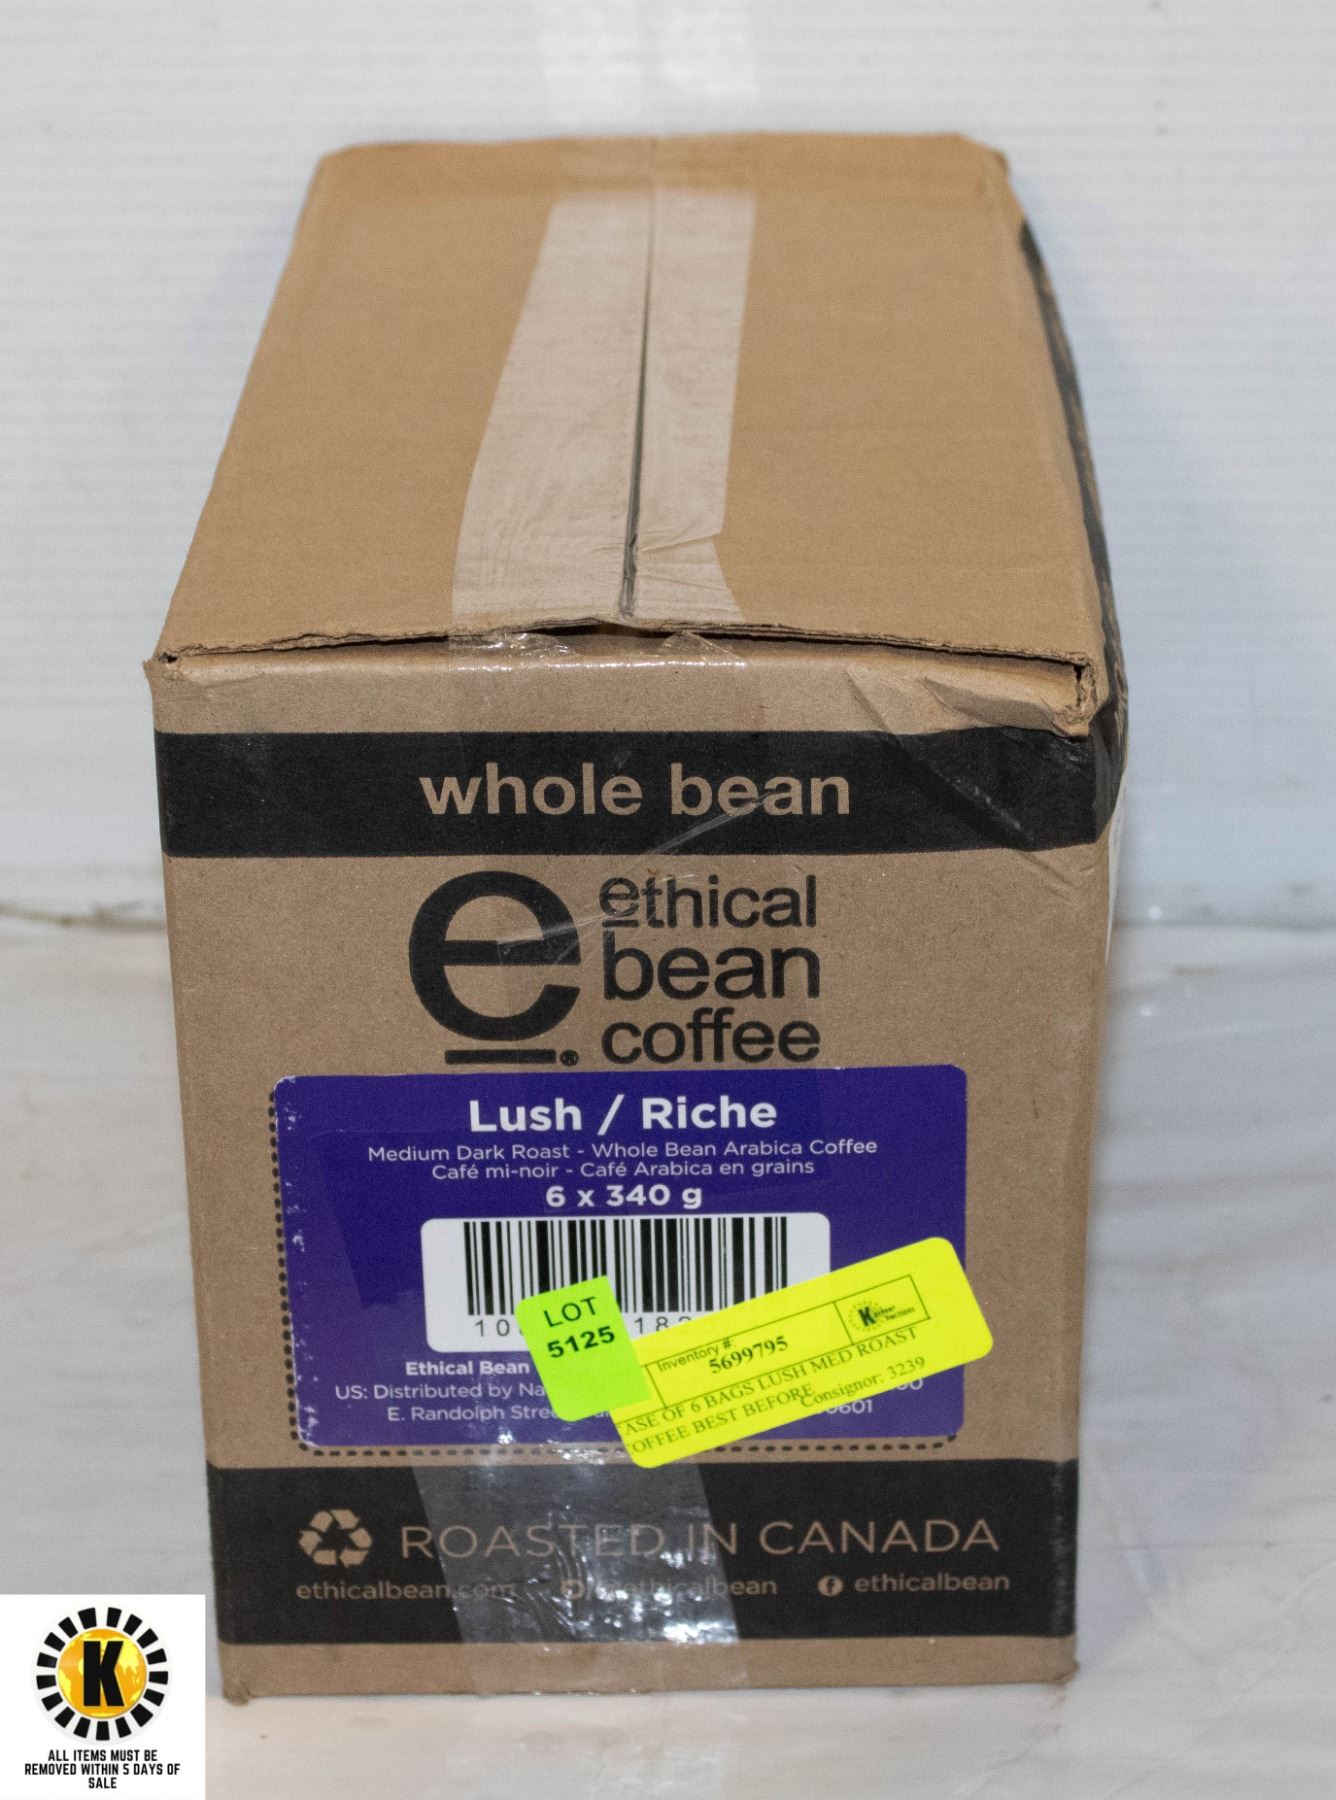 whole bean
e
ethical
bean
coffee
®
Lush / Riche
Medium Dark Roast - Whole Bean Arabica Coffee
Café mi-noir - Café Arabica en grains
6 x 340 g
LOT
5125
Inventory #:
5699795
ASE OF 6 BAGS LUSH MED ROAST
OFFEE BEST BEFORE
Consignor: 3239
Ethical Bean
US: Distributed by Na
E. Randolph
0601
ROASTED IN CANADA
ethicalbean.com
ethicalbean
ethicalbean
K
ALL ITEMS MUST BE
REMOVED WITHIN 5 DAYS OF
SALE